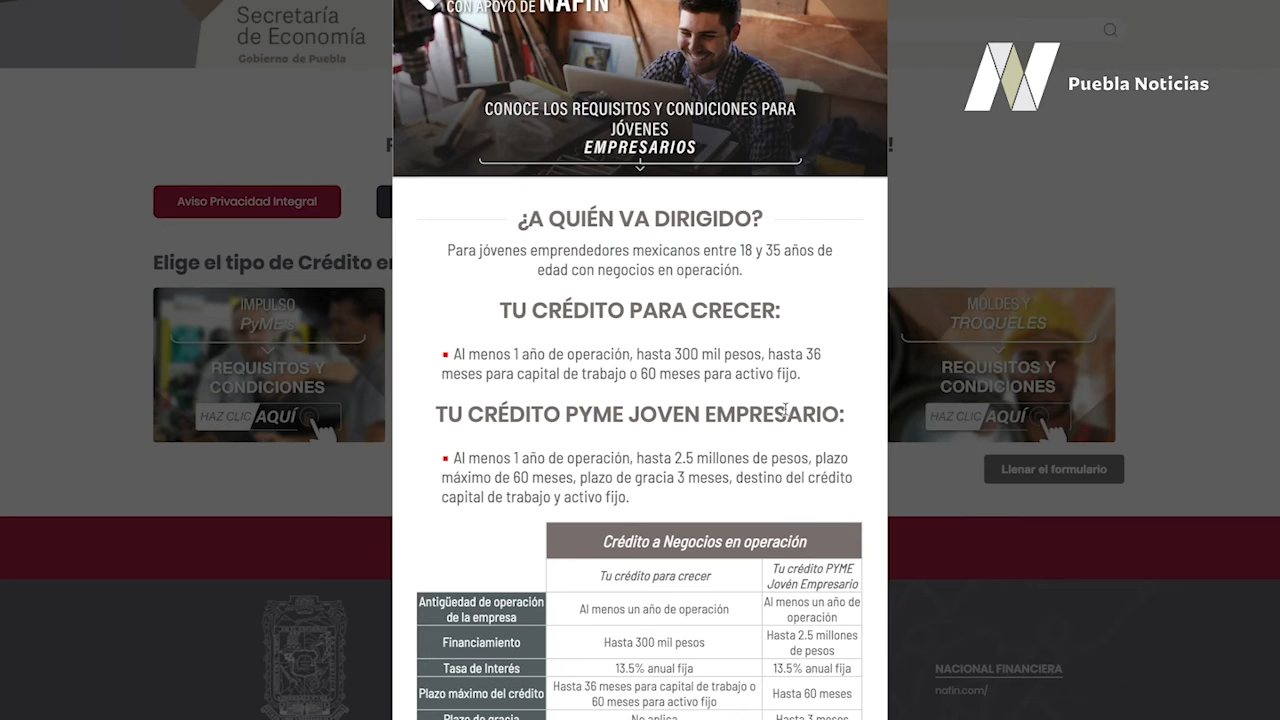 Secretaría
de Economía
Gobierno de Puebla
CON APOYO DE NAFIN
Puebla Noticias
CONOCE LOS REQUISITOS Y CONDICIONES PARA
JÓVENES
EMPRESARIOS
Aviso Privacidad Integral
¿A QUIÉN VA DIRIGIDO?
Para jóvenes emprendedores mexicanos entre 18 y 35 años de
edad con negocios en operación.
Elige el tipo de Crédito
IMPULSO
PyMEs
REQUISITOS Y
CONDICIONES
HAZ CLIC AQUÍ
TU CRÉDITO PARA CRECER:
▪ Al menos 1 año de operación, hasta 300 mil pesos, hasta 36
meses para capital de trabajo o 60 meses para activo fijo.
TU CRÉDITO PYME JOVEN EMPRESARIO:
▪ Al menos 1 año de operación, hasta 2.5 millones de pesos, plazo
máximo de 60 meses, plazo de gracia 3 meses, destino del crédito
capital de trabajo y activo fijo.
MOLDES Y
TROQUELES
REQUISITOS Y
CONDICIONES
HAZ CLIC AQUÍ
Llenar el formulario
Crédito a Negocios en operación
Tu crédito para crecer
Tu crédito PYME
Jovén Empresario
Antigüedad de operación
de la empresa
Al menos un año de operación
Al menos un año de
operación
Financiamiento
Hasta 300 mil pesos
Hasta 2.5 millones
de pesos
Tasa de Interés
13.5% anual fija
13.5% anual fija
Plazo máximo del crédito
Hasta 36 meses para capital de trabajo o
60 meses para activo fijo
Hasta 60 meses
Plazo de gracia
No aplica
Hasta 3 meses
NACIONAL FINANCIERA
nafin.com/